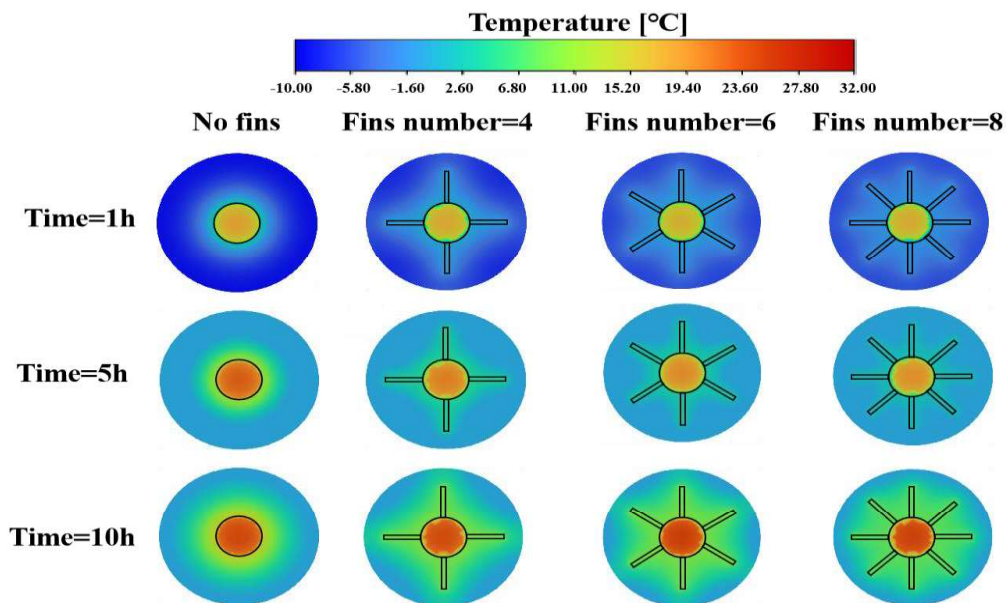 Temperature [°C]
-10.00 -5.80 -1.60 2.60 6.80 11.00 15.20 19.40 23.60 27.80 32.00
No fins Fins number=4 Fins number=6 Fins number=8
Time=1h
Time=5h
Time=10h